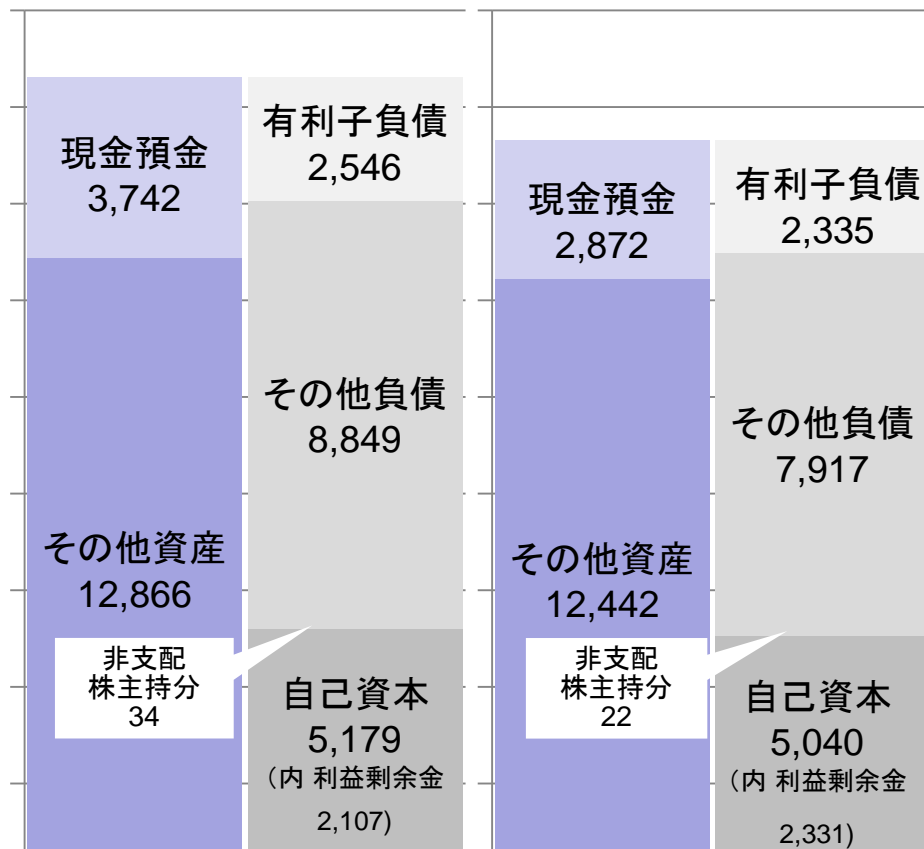 現金預金
3,742
その他資産
12,866
非支配
株主持分
34
有利子負債
2,546
その他負債
8,849
自己資本
5,179
（内 利益剰余金
2,107)
現金預金
2,872
その他資産
12,442
非支配
株主持分
22
有利子負債
2,335
その他負債
7,917
自己資本
5,040
（内 利益剰余金
2,331)